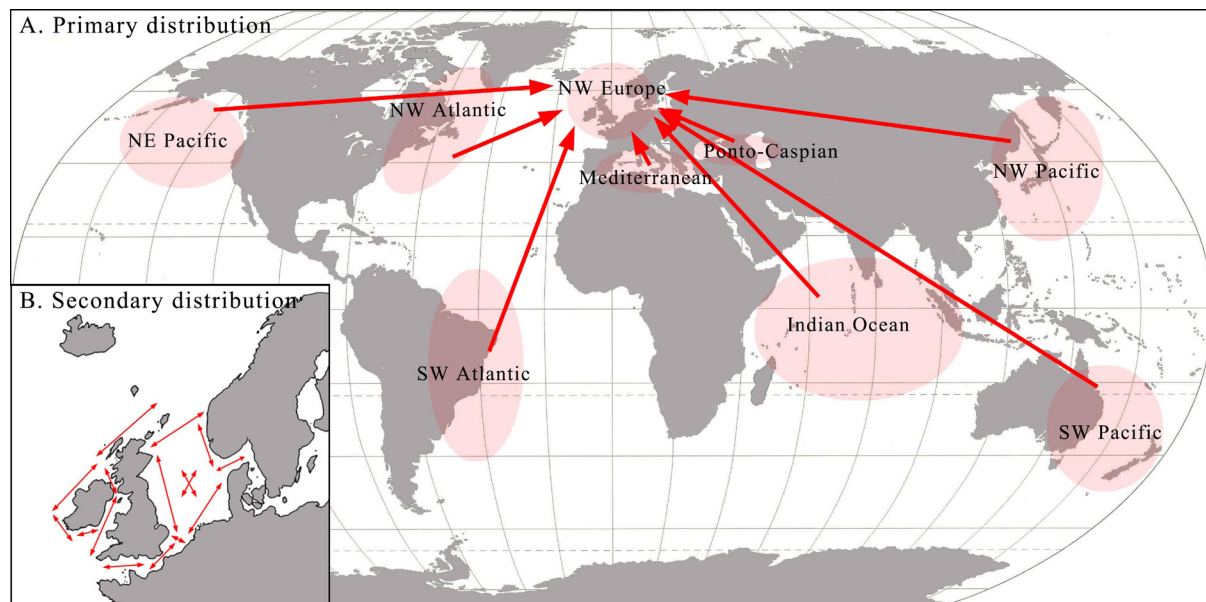 A. Primary distribution
NW Europe
NW Atlantic
NE Pacific
Ponto-Caspian
NW Pacific
Mediterranean
B. Secondary distribution
Indian Ocean
SW Atlantic
SW Pacific